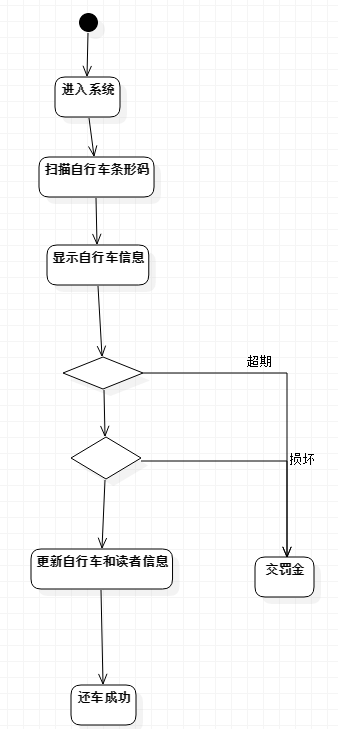 进入系统
扫描自行车条形码
显示自行车信息
超期
损坏
更新自行车和读者信息
交罚金
还车成功